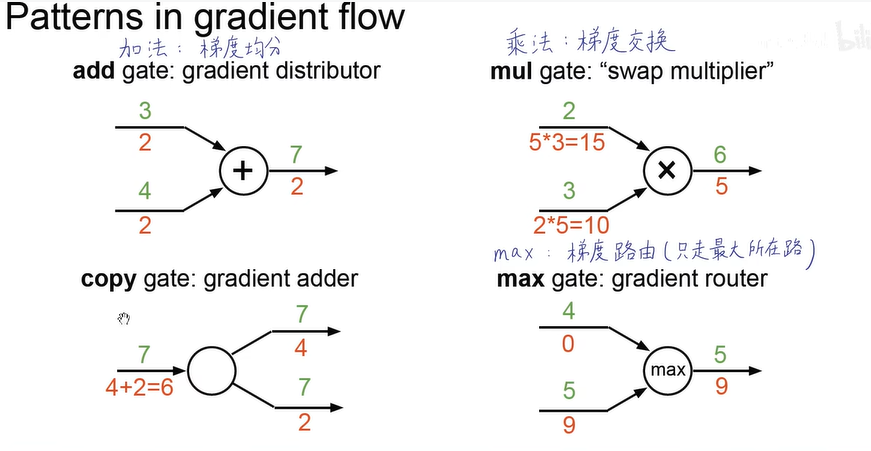 Patterns in gradient flow
加法：梯度均分
add gate: gradient distributor
3
2
4
2
+
7
2
乘法：梯度交换
mul gate: “swap multiplier”
2
5*3=15
3
2*5=10
×
6
5
copy gate: gradient adder
7
4+2=6
7
4
7
2
max：梯度路由(只走最大所在路)
max gate: gradient router
4
0
5
9
max
5
9
bili